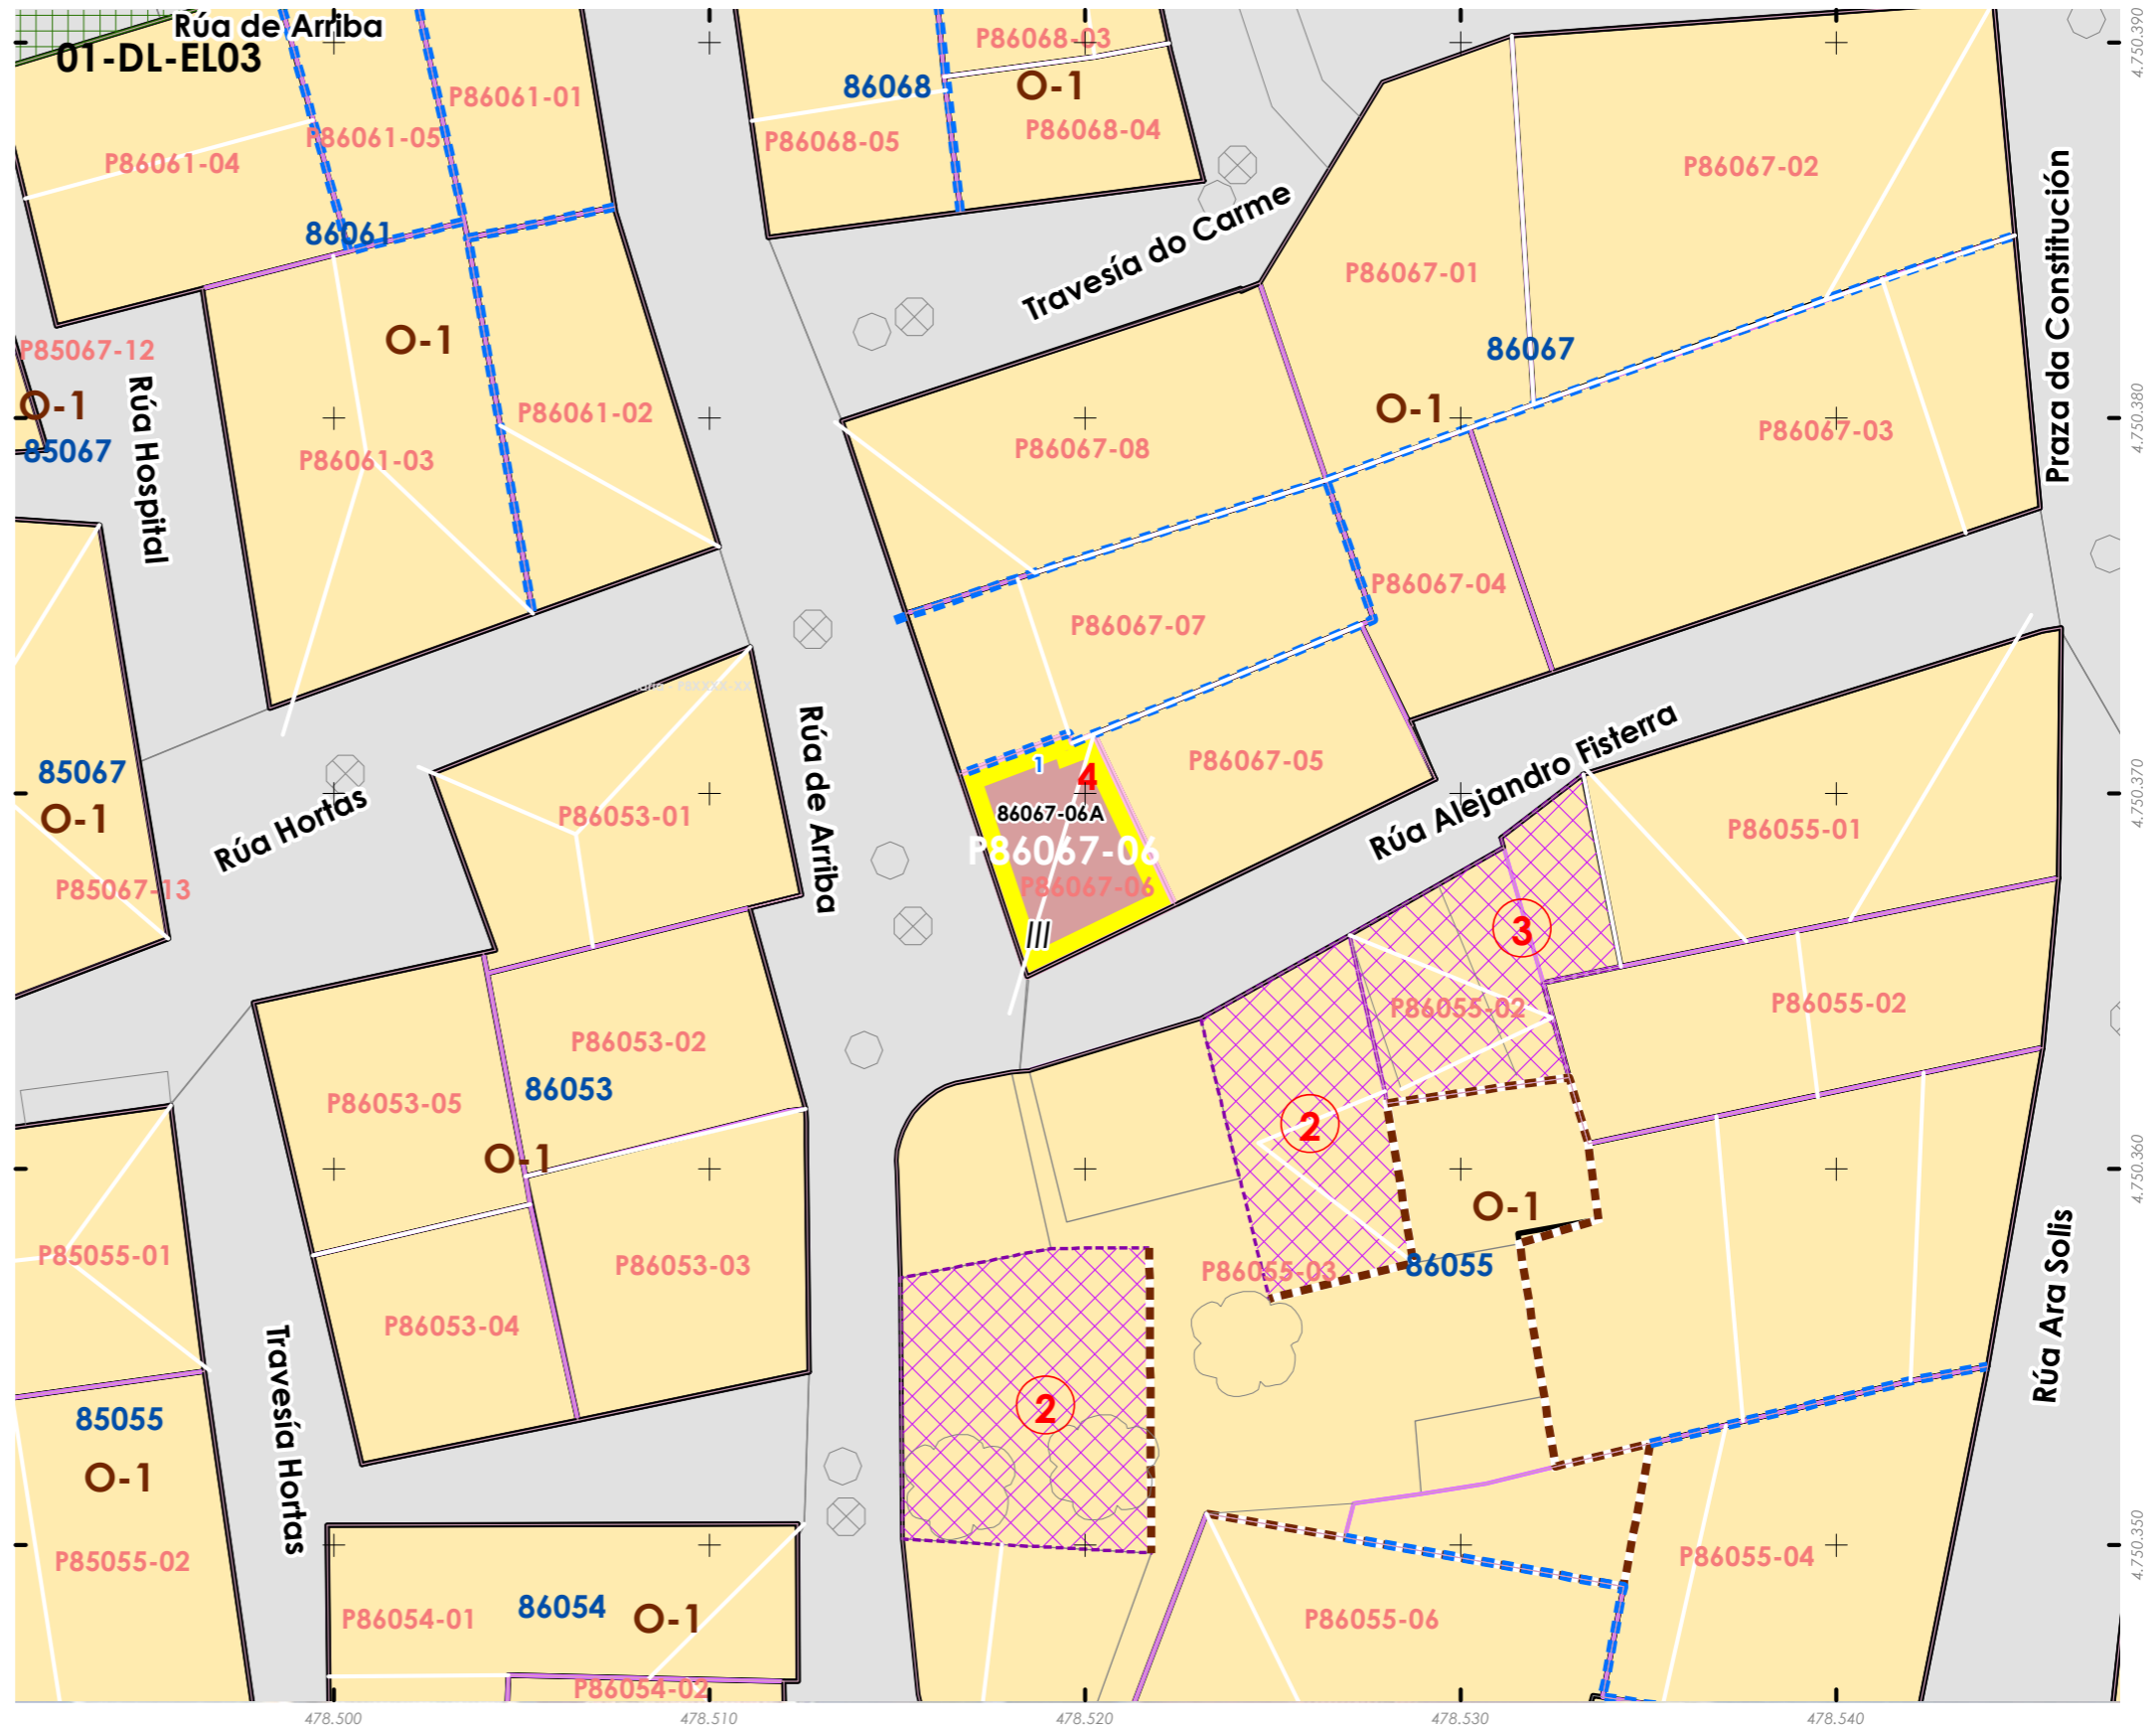 Rúa de Arriba
01-DL-EL03
P86061-01
P86061-05
P86061-04
86061
O-1
P86061-02
P86061-03
P86068-03
86068
O-1
P86068-05
P86068-04
Travesía do Carme
P86067-02
P86067-01
86067
O-1
P86067-03
Praza da Constitución
P86067-08
P86067-07
P86067-04
P86067-05
1
4
86067-06A
P86067-06
P86067-06
III
P85067-12
O-1
85067
Rúa Hospital
85067
O-1
P85067-13
Rúa Hortas
P86053-01
Rúa de Arriba
Rúa Alejandro Fisterra
P86055-01
3
P86055-02
P86055-02
P86053-02
86053
P86053-05
O-1
P86053-03
P86053-04
2
O-1
P86055-03
86055
2
Rúa Ara Solis
P85055-01
85055
O-1
P85055-02
Travesía Hortas
86054
O-1
P86054-01
P86054-02
P86055-04
P86055-06
4.750.390
4.750.380
4.750.370
4.750.360
4.750.350
478.500
478.510
478.520
478.530
478.540